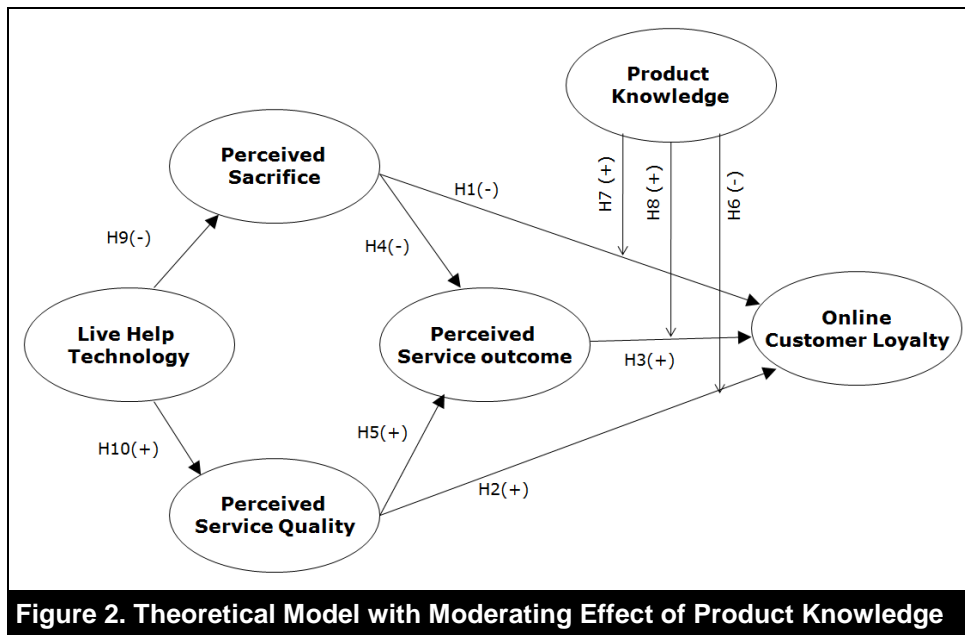 Product
Knowledge
Perceived
Sacrifice
H1(-)
H7 (+)
H8 (+)
H6 (-)
H9(-)
H4(-)
Live Help
Technology
Perceived
Service outcome
H3(+)
Online
Customer Loyalty
H10(+)
H5(+)
H2(+)
Perceived
Service Quality
Figure 2. Theoretical Model with Moderating Effect of Product Knowledge